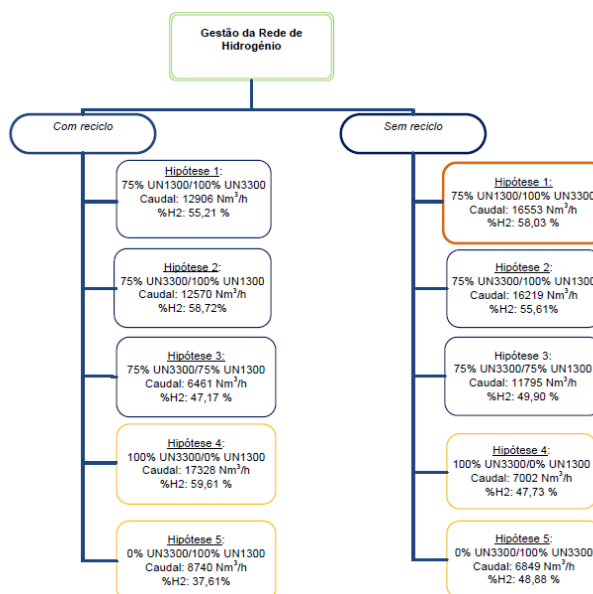 Gestão da Rede de
Hidrogénio
Com reciclo
Hipótese 1:
75% UN1300/100% UN3300
Caudal: 12906 Nm³/h
%H2: 55,21 %
Hipótese 2:
75% UN3300/100% UN1300
Caudal: 12570 Nm³/h
%H2: 58,72%
Hipótese 3:
75% UN3300/75% UN1300
Caudal: 6461 Nm³/h
%H2: 47,17 %
Hipótese 4:
100% UN3300/0% UN1300
Caudal: 17328 Nm³/h
%H2: 59,61 %
Hipótese 5:
0% UN3300/100% UN1300
Caudal: 8740 Nm³/h
%H2: 37,61%
Sem reciclo
Hipótese 1:
75% UN1300/100% UN3300
Caudal: 16553 Nm³/h
%H2: 58,03 %
Hipótese 2:
75% UN3300/100% UN1300
Caudal: 16219 Nm³/h
%H2: 55,61%
Hipótese 3:
75% UN3300/75% UN1300
Caudal: 11795 Nm³/h
%H2: 49,90 %
Hipótese 4:
100% UN3300/0% UN1300
Caudal: 7002 Nm³/h
%H2: 47,73 %
Hipótese 5:
0% UN3300/100% UN3300
Caudal: 6849 Nm³/h
%H2: 48,88 %